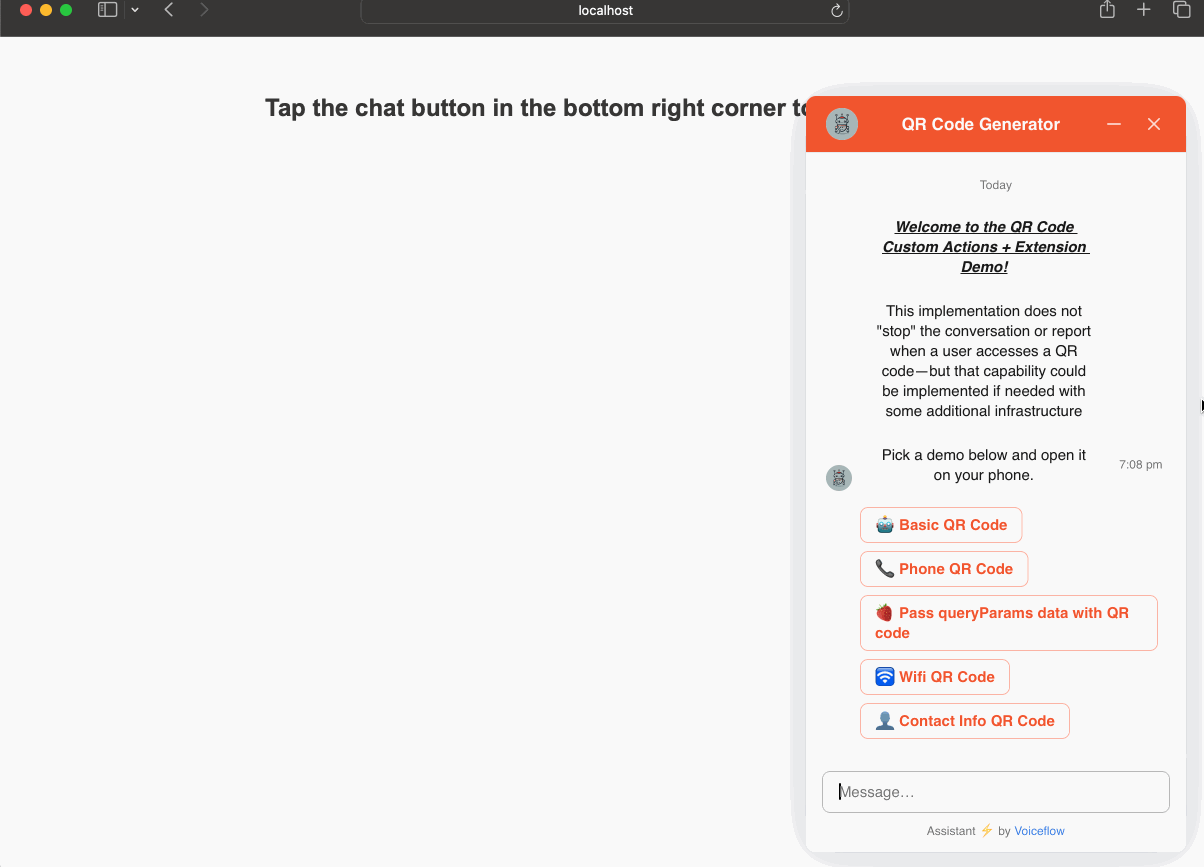 localhost
Tap the chat button in the bottom right corner
QR Code Generator
Today
Welcome to the QR Code
Custom Actions + Extension
Demo!
This implementation does not
"stop" the conversation or report
when a user accesses a QR
code—but that capability could
be implemented if needed with
some additional infrastructure
Pick a demo below and open it
on your phone.
7:08 pm
🤖 Basic QR Code
📞 Phone QR Code
🍓 Pass queryParams data with QR
code
🛜 Wifi QR Code
👤 Contact Info QR Code
Message…
Assistant ⚡ by Voiceflow